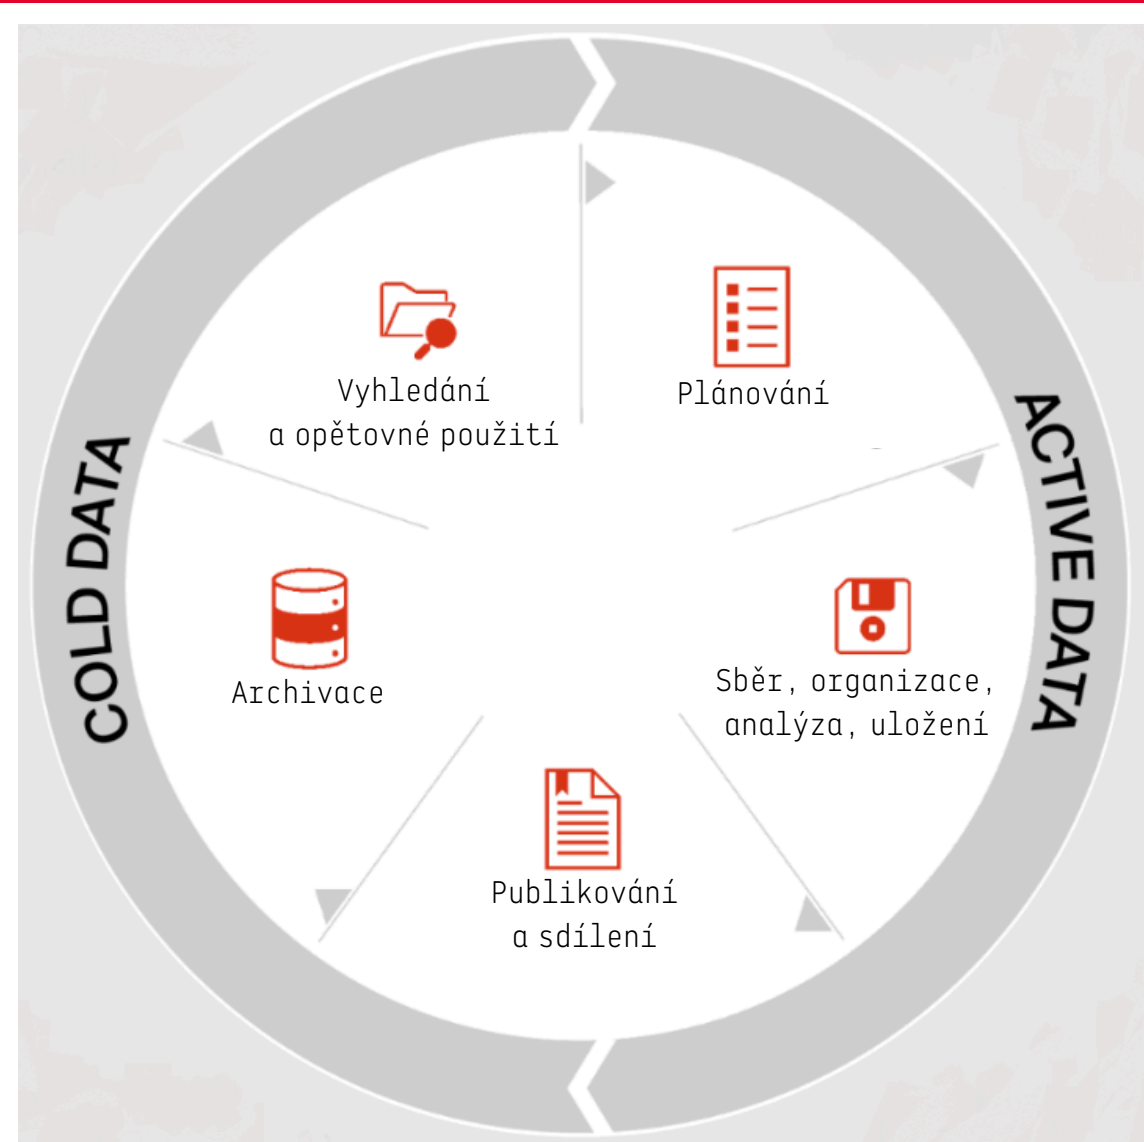 Vyhledání
a opětovné použití
Plánování
COLD DATA
ACTIVE DATA
Archivace
Sběr, organizace,
analýza, uložení
Publikování
a sdílení